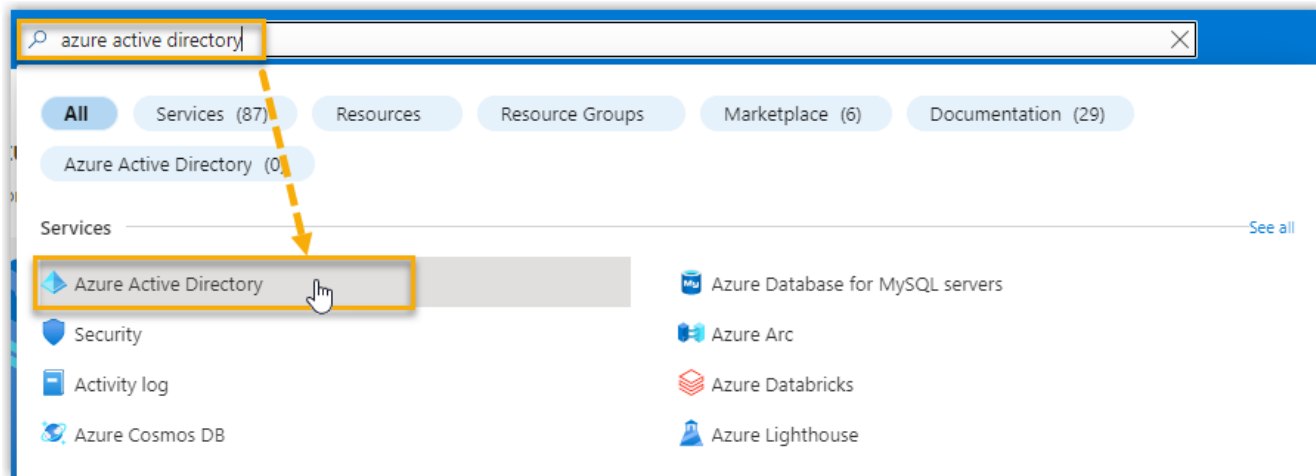 azure active directory
All Services (87) Resources Resource Groups Marketplace (6) Documentation (29)
Azure Active Directory (0)
Services See all
Azure Active Directory Azure Database for MySQL servers
Security Azure Arc
Activity log Azure Databricks
Azure Cosmos DB Azure Lighthouse